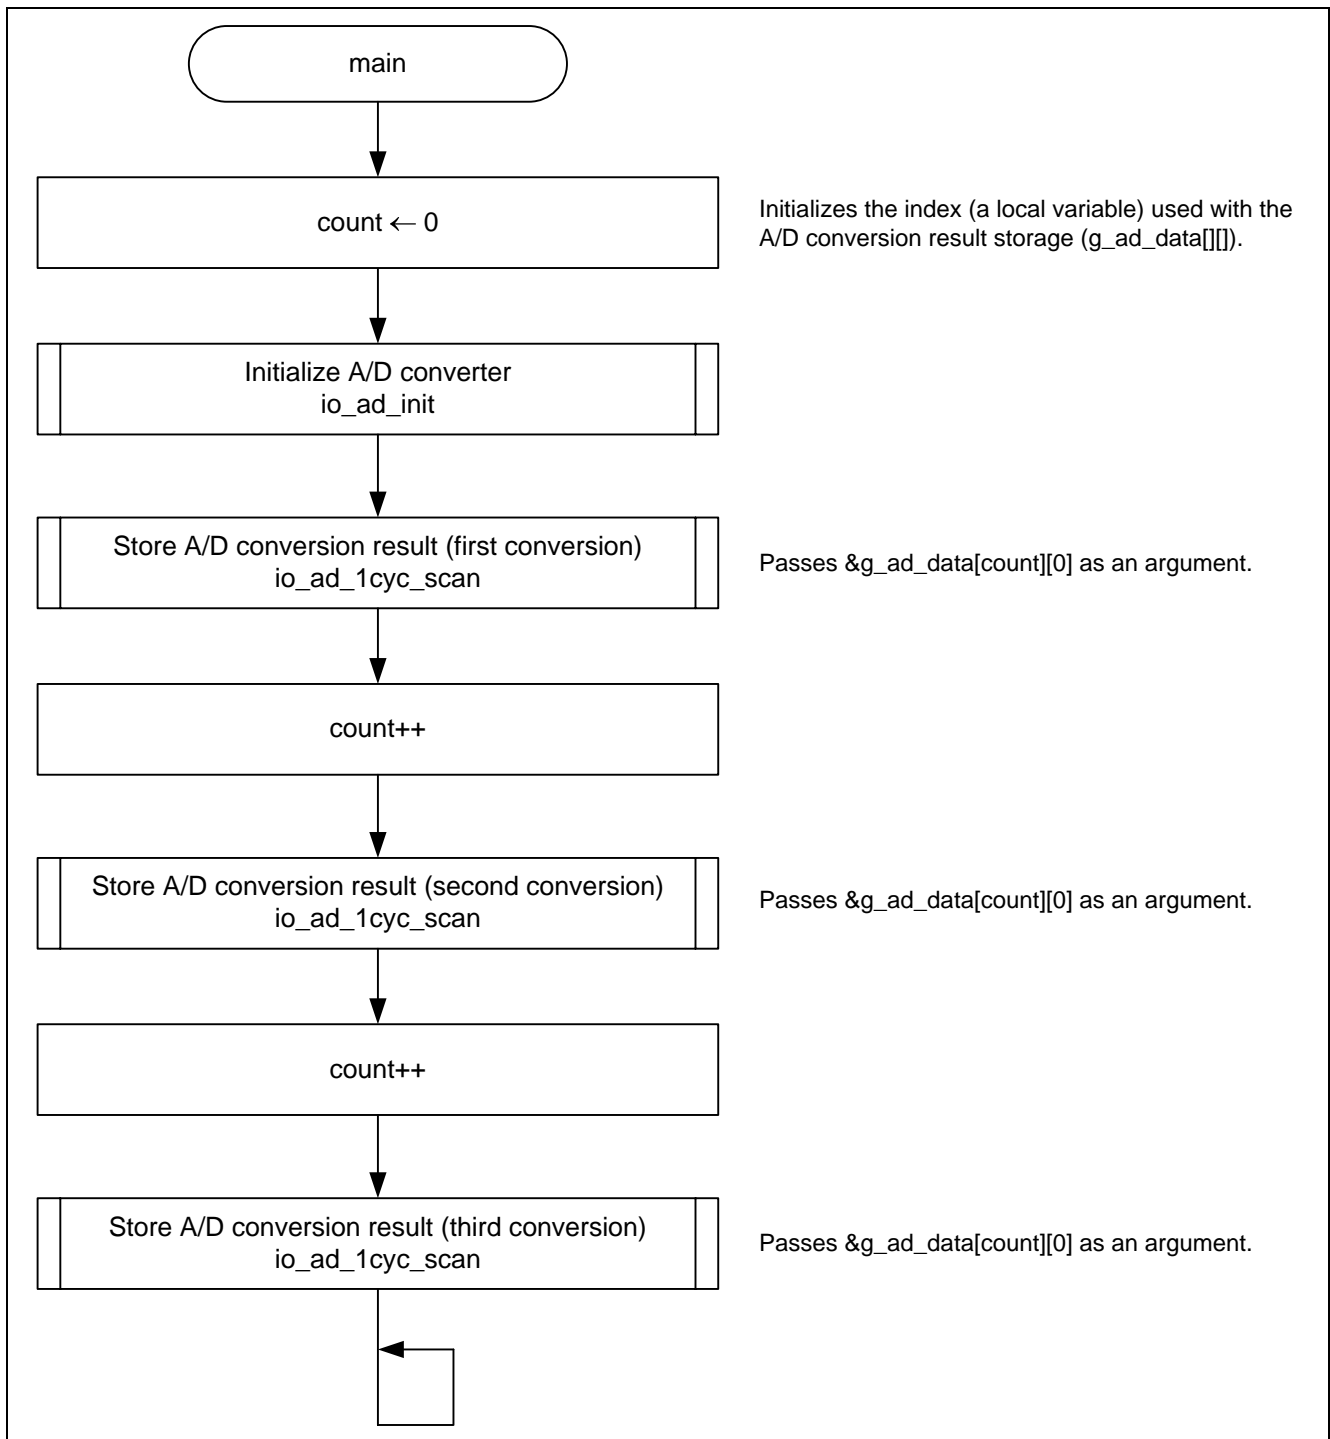 main
count ← 0
Initializes the index (a local variable) used with the
A/D conversion result storage (g_ad_data[][]).
Initialize A/D converter
io_ad_init
Store A/D conversion result (first conversion)
io_ad_1cyc_scan
Passes &g_ad_data[count][0] as an argument.
count++
Store A/D conversion result (second conversion)
io_ad_1cyc_scan
Passes &g_ad_data[count][0] as an argument.
count++
Store A/D conversion result (third conversion)
io_ad_1cyc_scan
Passes &g_ad_data[count][0] as an argument.